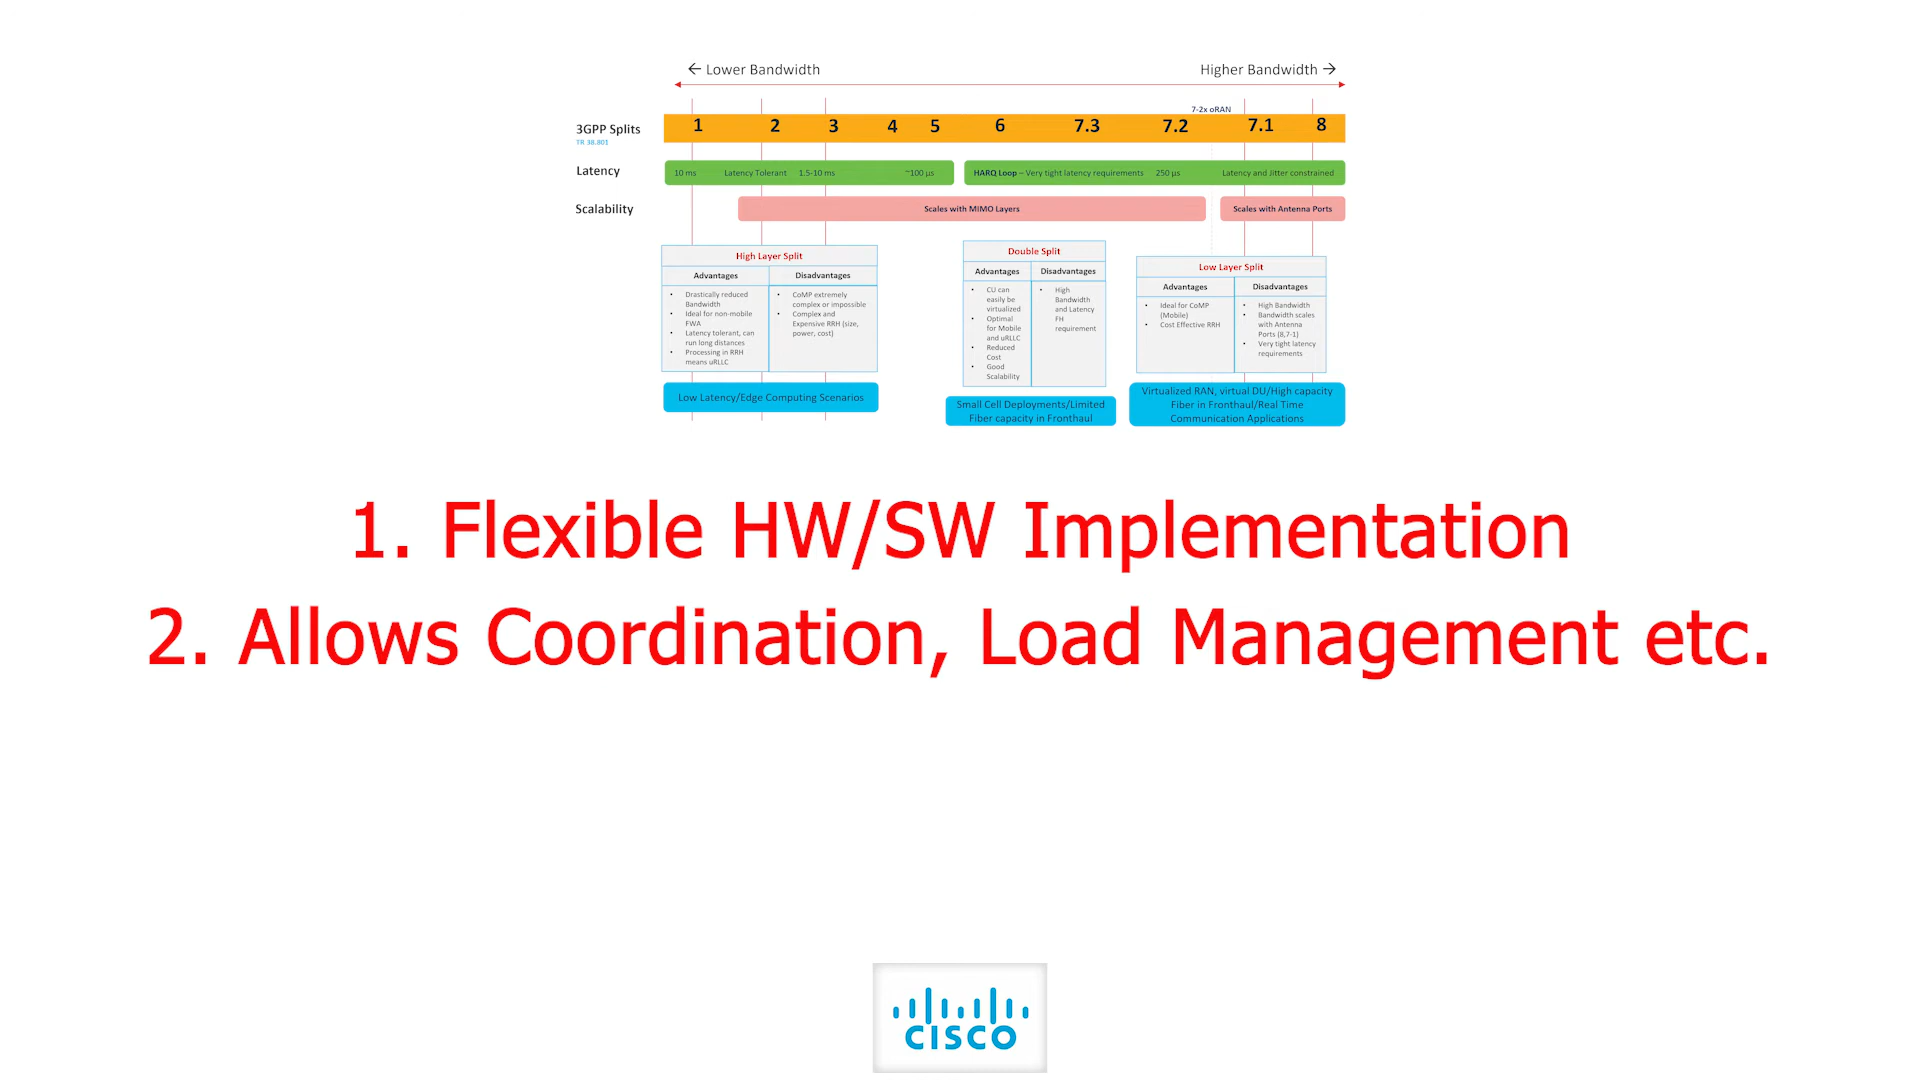 ← Lower Bandwidth
Higher Bandwidth →
7-2x oRAN
3GPP Splits
TR 38.801
1 2 3 4 5 6 7.3 7.2 7.1 8
Latency
10 ms Latency Tolerant 1.5-10 ms ~100 µs
HARQ Loop – Very tight latency requirements 250 µs Latency and Jitter constrained
Scalability
Scales with MIMO Layers
Scales with Antenna Ports
High Layer Split
Advantages
• Drastically reduced
Bandwidth
• Ideal for non-mobile
FWA
• Latency tolerant, can
run long distances
• Processing in RRH
means uRLLC
Disadvantages
• CoMP extremely
complex or impossible
• Complex and
Expensive RRH (size,
power, cost)
Low Latency/Edge Computing Scenarios
Double Split
Advantages
• CU can
easily be
virtualized
• Optimal
for Mobile
and uRLLC
• Reduced
Cost
• Good
Scalability
Disadvantages
• High
Bandwidth
and Latency
FH
requirement
Small Cell Deployments/Limited
Fiber capacity in Fronthaul
Low Layer Split
Advantages
• Ideal for CoMP
(Mobile)
• Cost Effective RRH
Disadvantages
• High Bandwidth
• Bandwidth scales
with Antenna
Ports (8,7-1)
• Very tight latency
requirements
Virtualized RAN, virtual DU/High capacity
Fiber in Fronthaul/Real Time
Communication Applications
1. Flexible HW/SW Implementation
2. Allows Coordination, Load Management etc.
CISCO